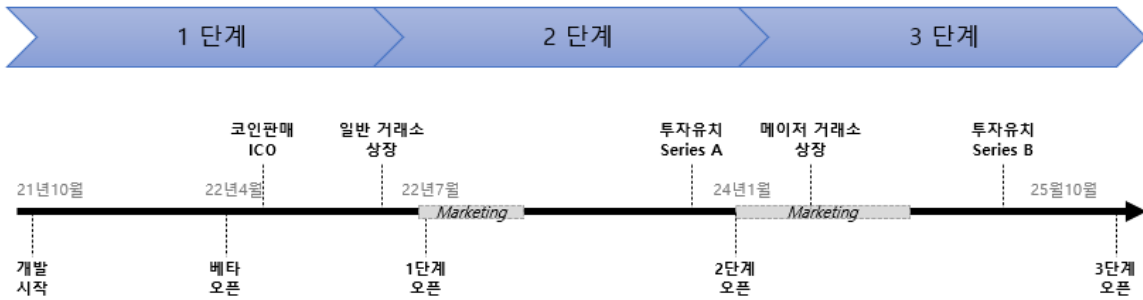 1 단계
2 단계
3 단계
코인판매
ICO
일반 거래소
상장
투자유치
Series A
메이저 거래소
상장
투자유치
Series B
21년10월
22년4월
22년7월
24년1월
25월10월
Marketing
Marketing
개발
시작
베타
오픈
1단계
오픈
2단계
오픈
3단계
오픈